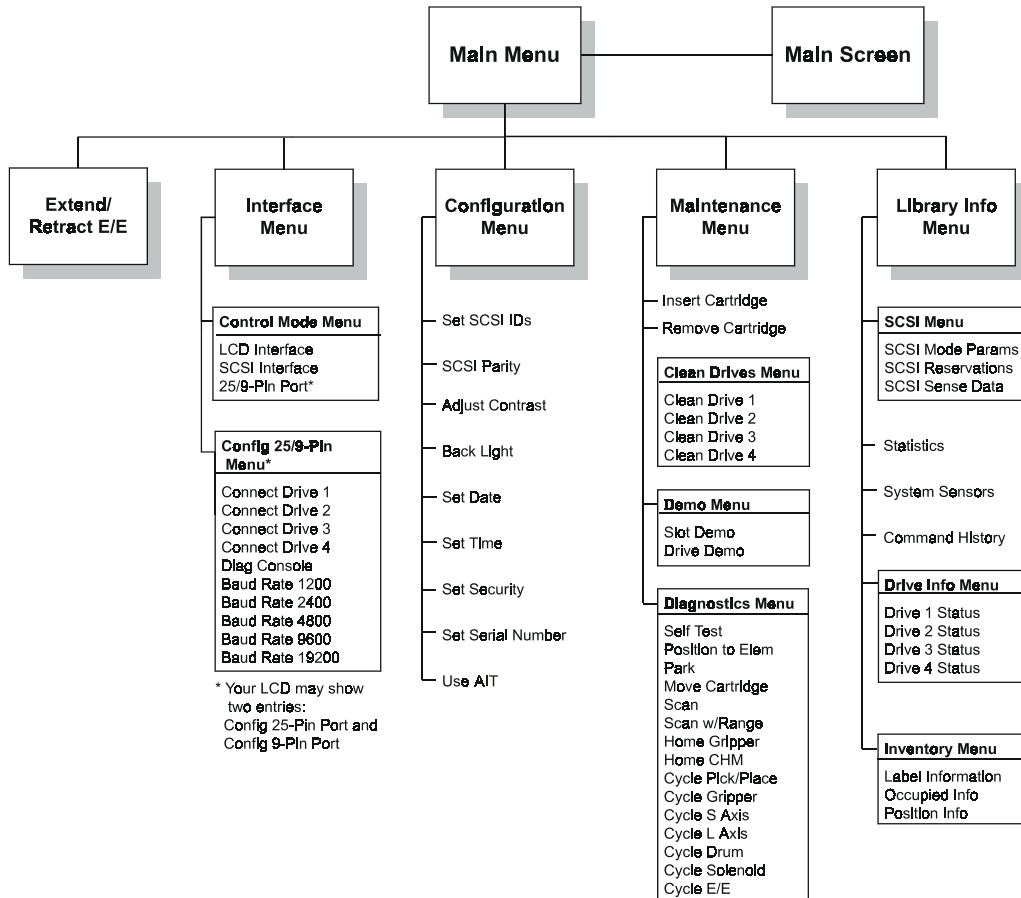 Main Menu
Main Screen
Extend/
Retract E/E
Interface
Menu
Control Mode Menu
LCD Interface
SCSI Interface
25/9-Pin Port*
Config 25/9-Pin
Menu*
Connect Drive 1
Connect Drive 2
Connect Drive 3
Connect Drive 4
Diag Console
Baud Rate 1200
Baud Rate 2400
Baud Rate 4800
Baud Rate 9600
Baud Rate 19200
* Your LCD may show
two entries:
Config 25-Pin Port and
Config 9-Pin Port
Configuration
Menu
Set SCSI IDs
SCSI Parity
Adjust Contrast
Back Light
Set Date
Set Time
Set Security
Set Serial Number
Use AIT
Maintenance
Menu
Insert Cartridge
Remove Cartridge
Clean Drives Menu
Clean Drive 1
Clean Drive 2
Clean Drive 3
Clean Drive 4
Demo Menu
Slot Demo
Drive Demo
Diagnostics Menu
Self Test
Position to Elem
Park
Move Cartridge
Scan
Scan w/Range
Home Gripper
Home CHM
Cycle Pick/Place
Cycle Gripper
Cycle S Axis
Cycle L Axis
Cycle Drum
Cycle Solenoid
Cycle E/E
Library Info
Menu
SCSI Menu
SCSI Mode Params
SCSI Reservations
SCSI Sense Data
Statistics
System Sensors
Command History
Drive Info Menu
Drive 1 Status
Drive 2 Status
Drive 3 Status
Drive 4 Status
Inventory Menu
Label Information
Occupied Info
Position Info